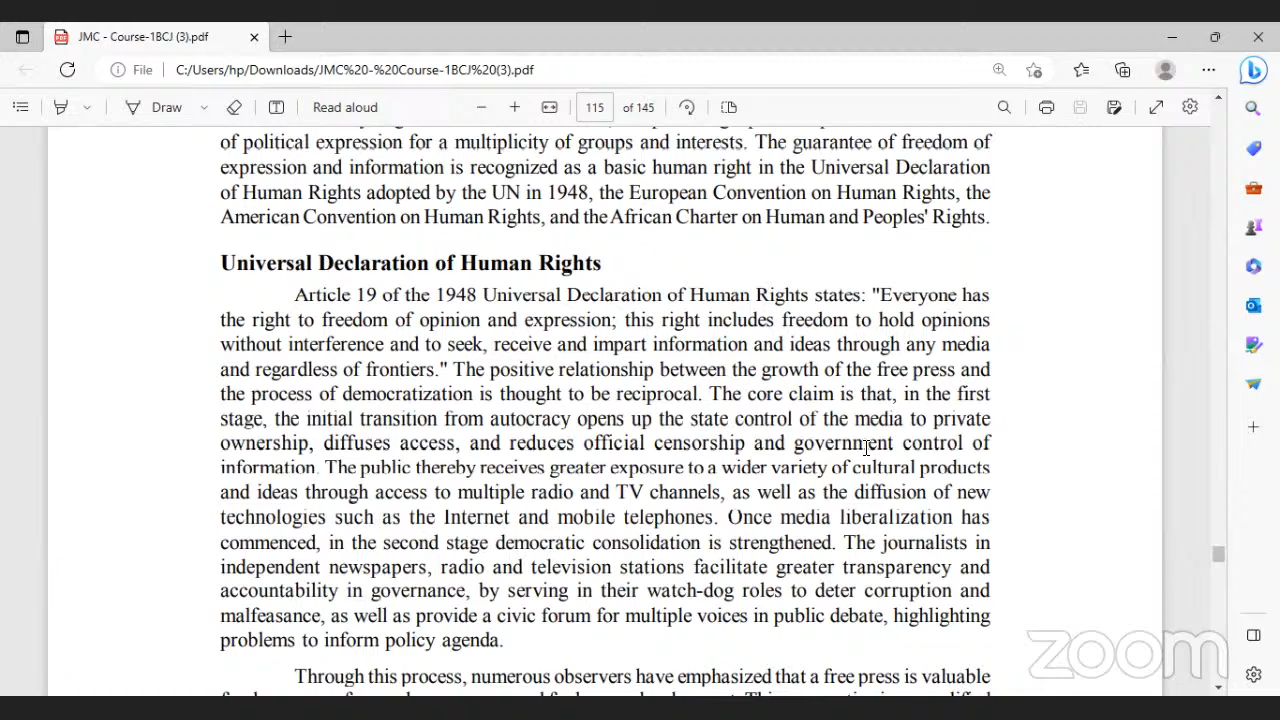 JMC - Course-1BCJ (3).pdf
File C:/Users/hp/Downloads/JMC%20-%20Course-1BCJ%20(3).pdf
Draw Read aloud 115 of 145
of political expression for a multiplicity of groups and interests. The guarantee of freedom of
expression and information is recognized as a basic human right in the Universal Declaration
of Human Rights adopted by the UN in 1948, the European Convention on Human Rights, the
American Convention on Human Rights, and the African Charter on Human and Peoples' Rights.
Universal Declaration of Human Rights
Article 19 of the 1948 Universal Declaration of Human Rights states: "Everyone has
the right to freedom of opinion and expression; this right includes freedom to hold opinions
without interference and to seek, receive and impart information and ideas through any media
and regardless of frontiers." The positive relationship between the growth of the free press and
the process of democratization is thought to be reciprocal. The core claim is that, in the first
stage, the initial transition from autocracy opens up the state control of the media to private
ownership, diffuses access, and reduces official censorship and government control of
information. The public thereby receives greater exposure to a wider variety of cultural products
and ideas through access to multiple radio and TV channels, as well as the diffusion of new
technologies such as the Internet and mobile telephones. Once media liberalization has
commenced, in the second stage democratic consolidation is strengthened. The journalists in
independent newspapers, radio and television stations facilitate greater transparency and
accountability in governance, by serving in their watch-dog roles to deter corruption and
malfeasance, as well as provide a civic forum for multiple voices in public debate, highlighting
problems to inform policy agenda.
zoom
Through this process, numerous observers have emphasized that a free press is valuable